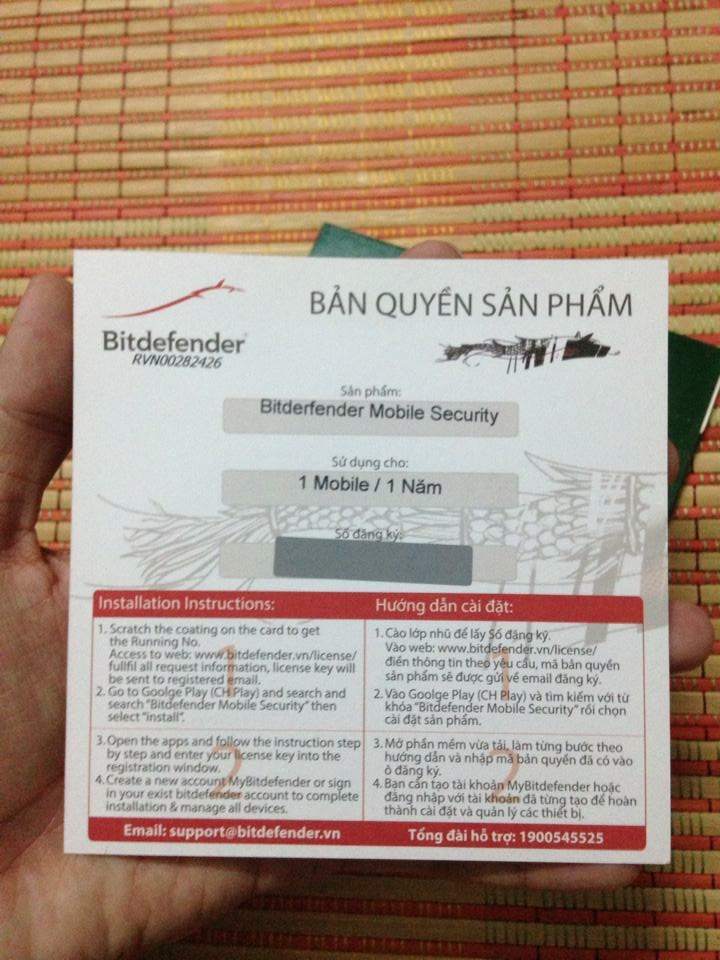 BẢN QUYỀN SẢN PHẨM
Bitdefender
RVN00282426
Sản phẩm:
Bitderfender Mobile Security
Sử dụng cho:
1 Mobile / 1 Năm
Số đăng ký:
Installation Instructions:
1. Scratch the coating on the card to get
the Running No.
Access to web: www.bitdefender.vn/license/
fullfil all request information, license key will
be sent to registered email.
2. Go to Goolge Play (CH Play) and search and
search "Bitdefender Mobile Security" then
select "install".
3. Open the apps and follow the instruction step
by step and enter your license key into the
registration window.
4. Create a new account MyBitdefender or sign
in your exist bitdefender account to complete
installation & manage all devices.
Hướng dẫn cài đặt:
1. Cào lớp nhũ để lấy Số đăng ký.
Vào web: www.bitdefender.vn/license/
điền thông tin theo yêu cầu, mã bản quyền
sản phẩm sẽ được gửi về email đăng ký.
2. Vào Goolge Play (CH Play) và tìm kiếm với từ
khóa "Bitdefender Mobile Security" rồi chọn
cài đặt sản phẩm.
3. Mở phần mềm vừa tải, làm từng bước theo
hướng dẫn và nhập mã bản quyền đã có vào
ô đăng ký.
4. Bạn cần tạo tài khoản MyBitdefender hoặc
đăng nhập với tài khoản đã từng tạo để hoàn
thành cài đặt và quản lý các thiết bị.
1
1
2
2
Email: support@bitdefender.vn
Tổng đài hỗ trợ: 1900545525